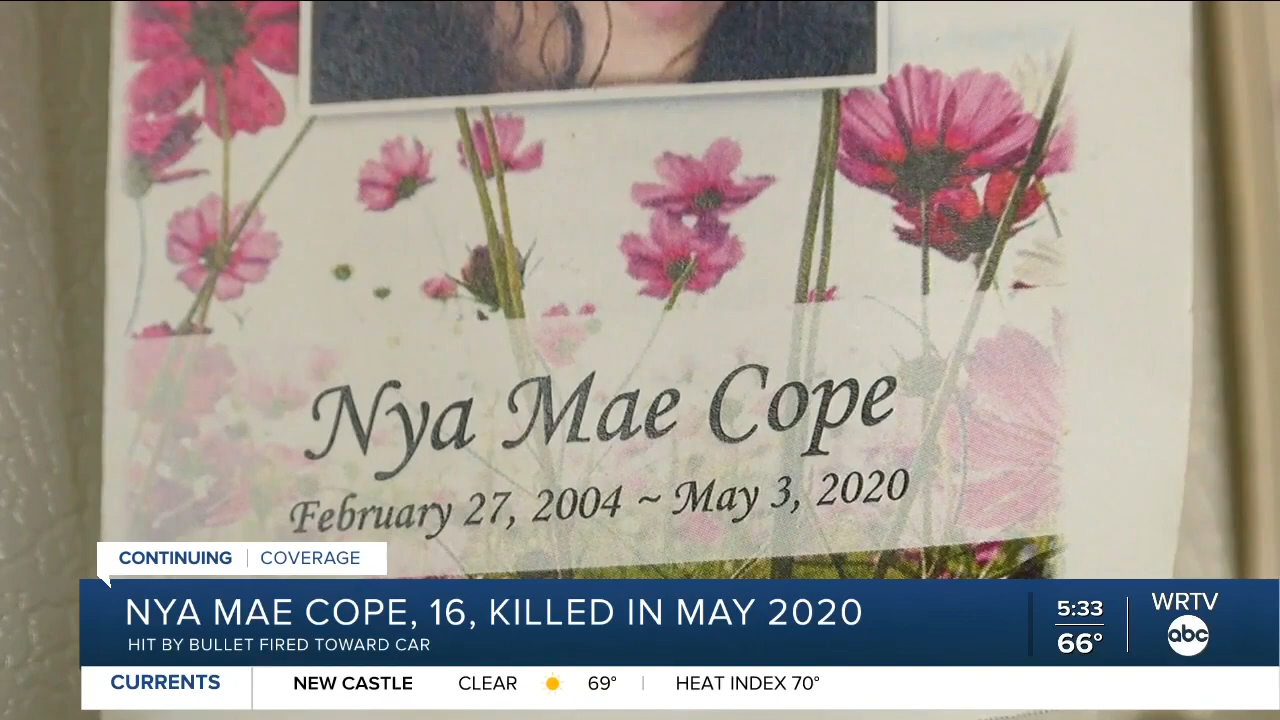 Nya Mae Cope
February 27, 2004 ~ May 3, 2020
CONTINUING | COVERAGE
NYA MAE COPE, 16, KILLED IN MAY 2020
HIT BY BULLET FIRED TOWARD CAR
5:33
66°
WRTV
abc
CURRENTS NEW CASTLE CLEAR 69° | HEAT INDEX 70°